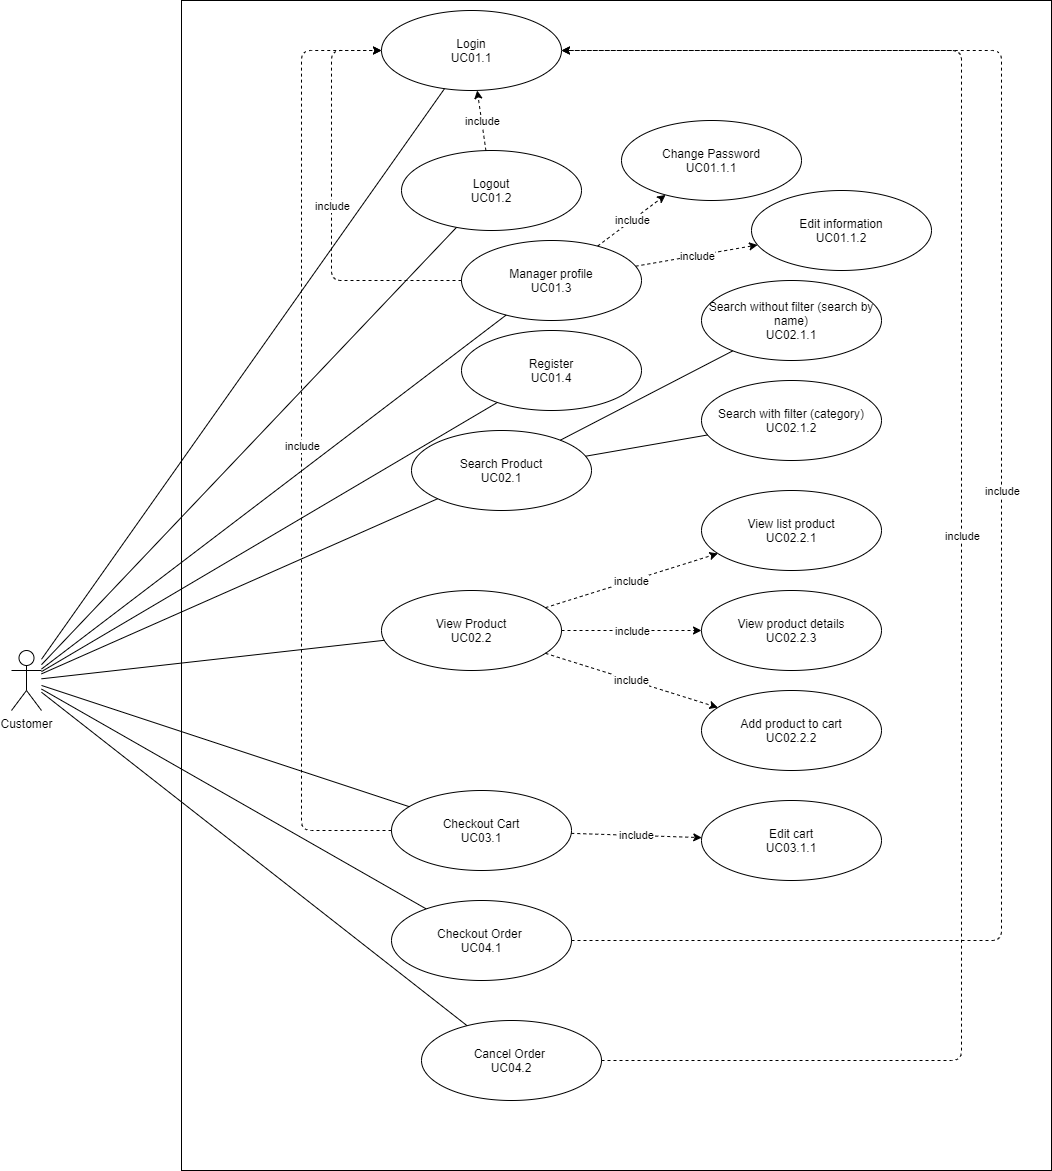 Login
UC01.1
include
Change Password
UC01.1.1
Logout
UC01.2
include
include
Edit information
UC01.1.2
include
Manager profile
UC01.3
Search without filter (search by
name)
UC02.1.1
Register
UC01.4
Search with filter (category)
UC02.1.2
include
Search Product
UC02.1
include
View list product
UC02.2.1
include
include
View Product
UC02.2
include
View product details
UC02.2.3
include
Customer
Add product to cart
UC02.2.2
Checkout Cart
UC03.1
include
Edit cart
UC03.1.1
Checkout Order
UC04.1
Cancel Order
UC04.2